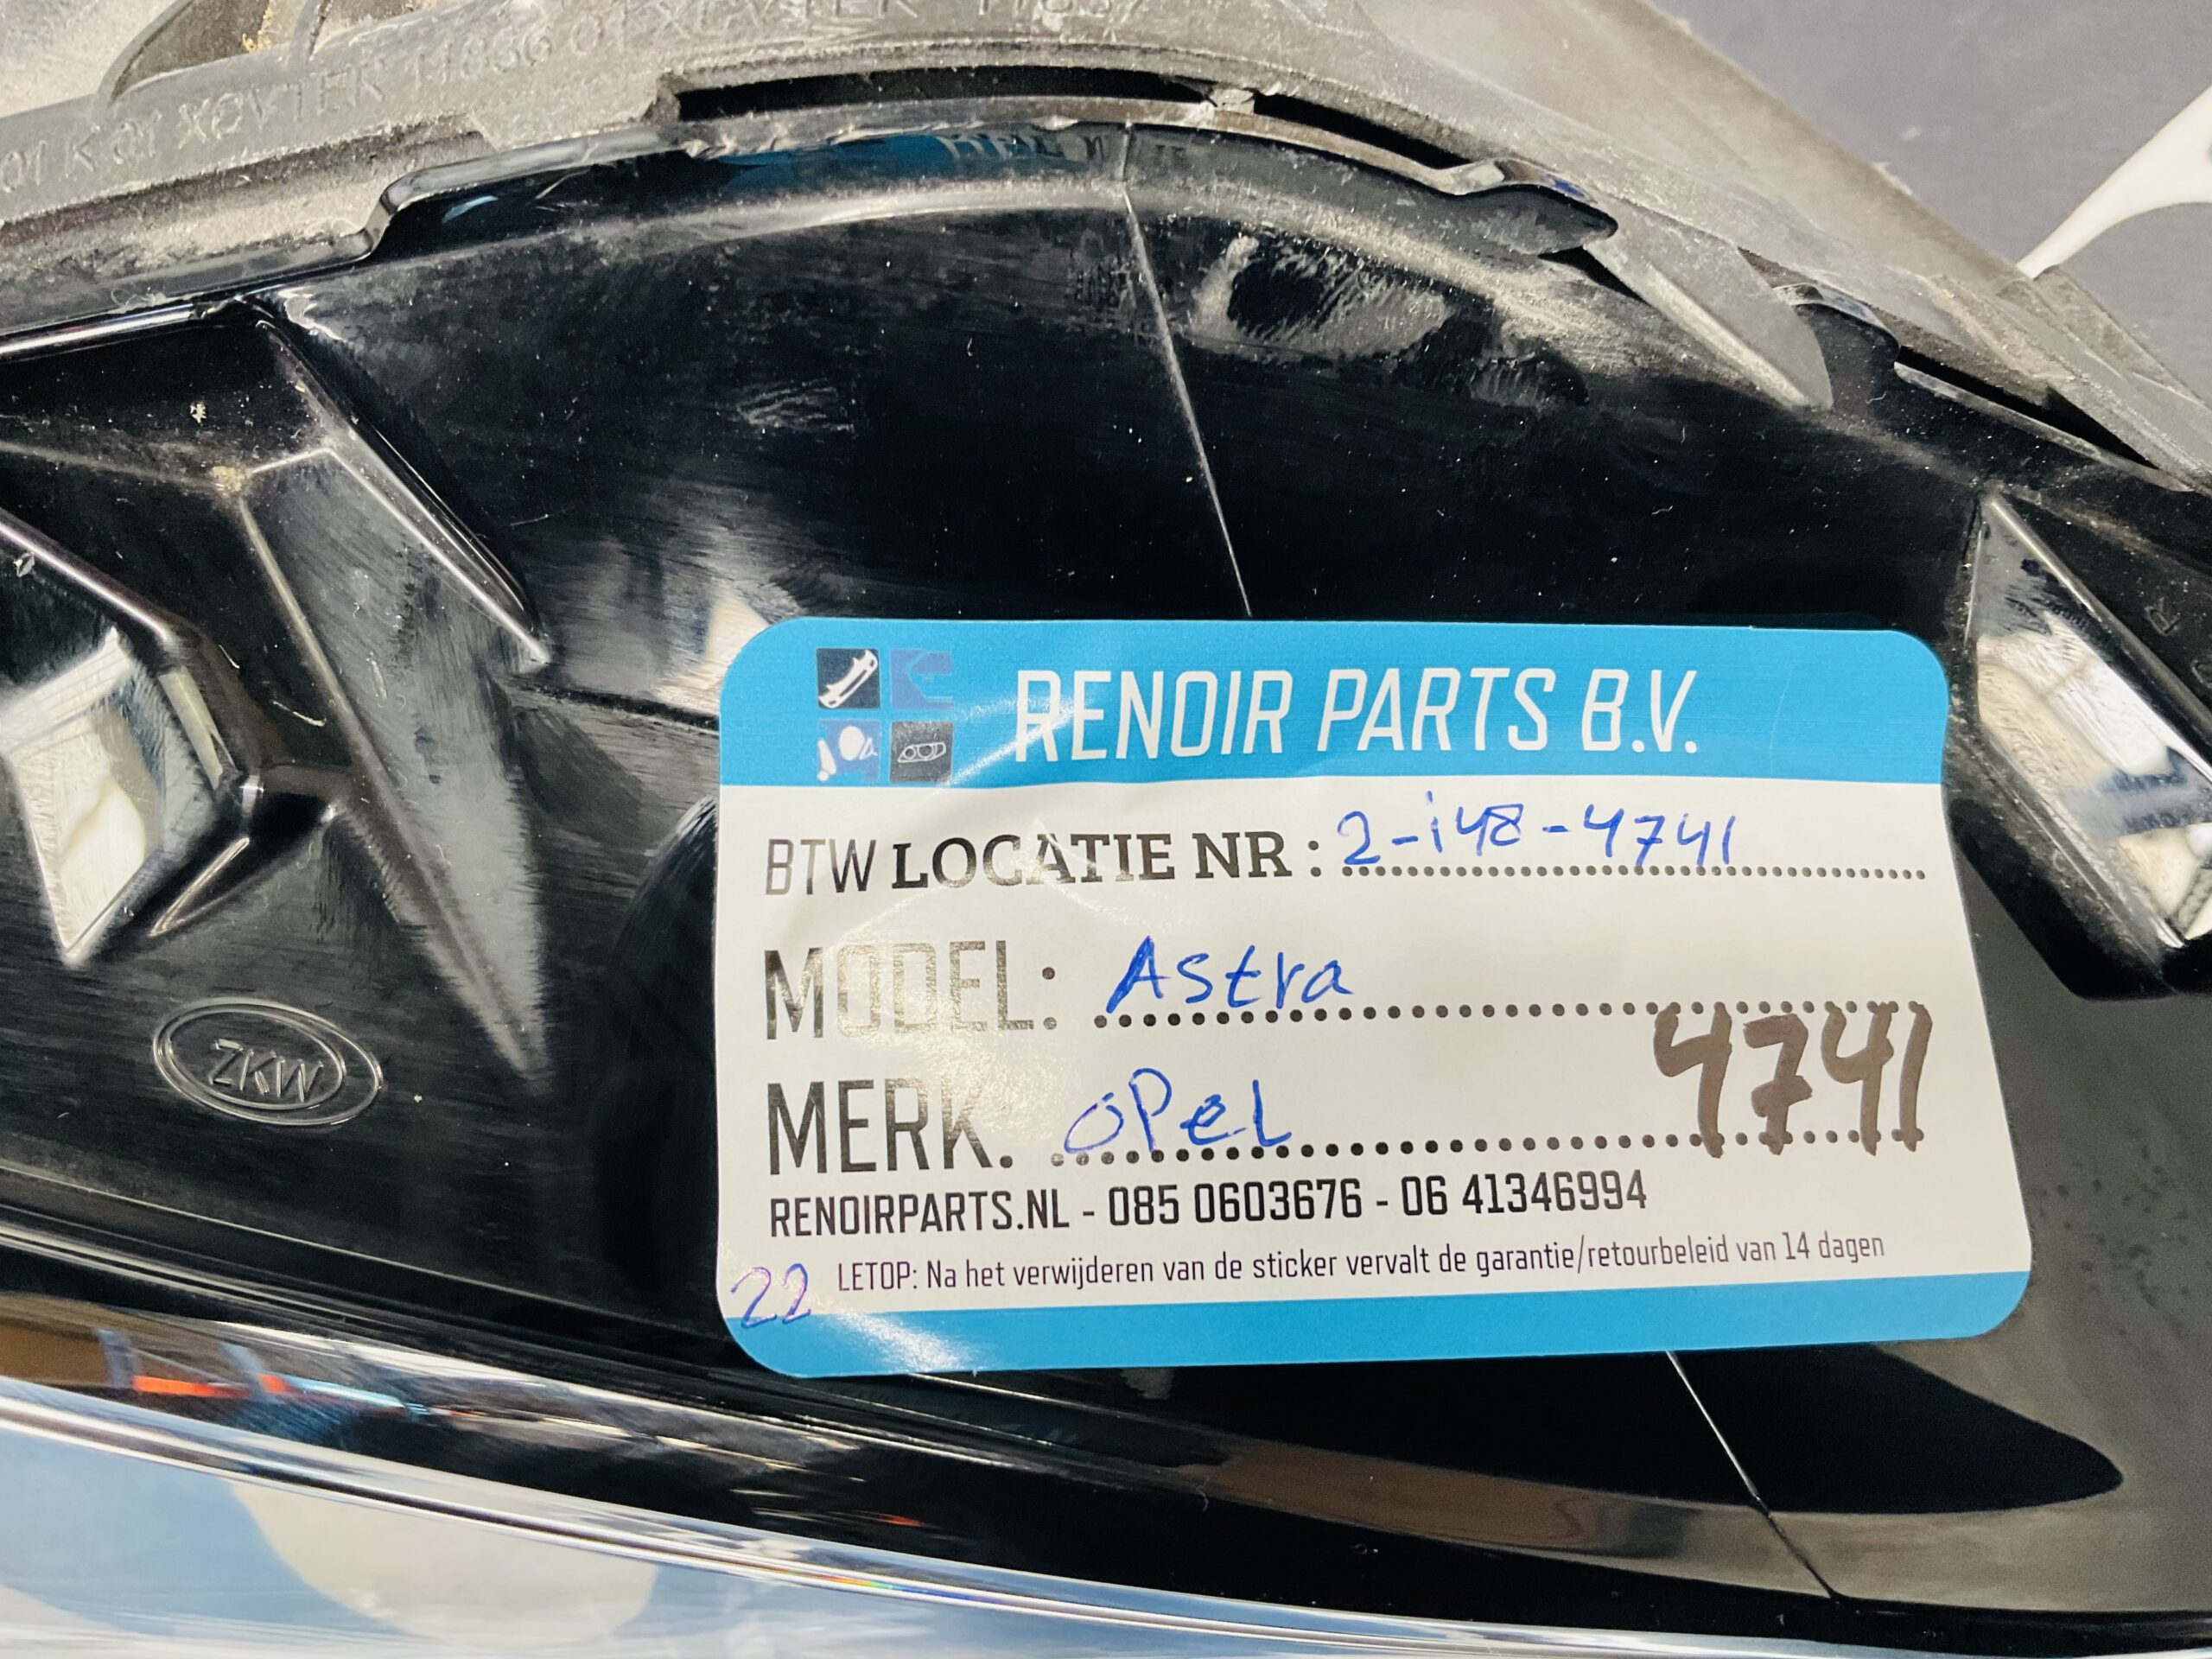 RENOIR PARTS B.V.
BTW LOCATIE NR : 2-i48-4741
MODEL: Astra
4741
MERK. OPEL
RENOIRPARTS.NL - 085 0603676 - 06 41346994
22 LETOP: Na het verwijderen van de sticker vervalt de garantie/retourbeleid van 14 dagen
ZKW